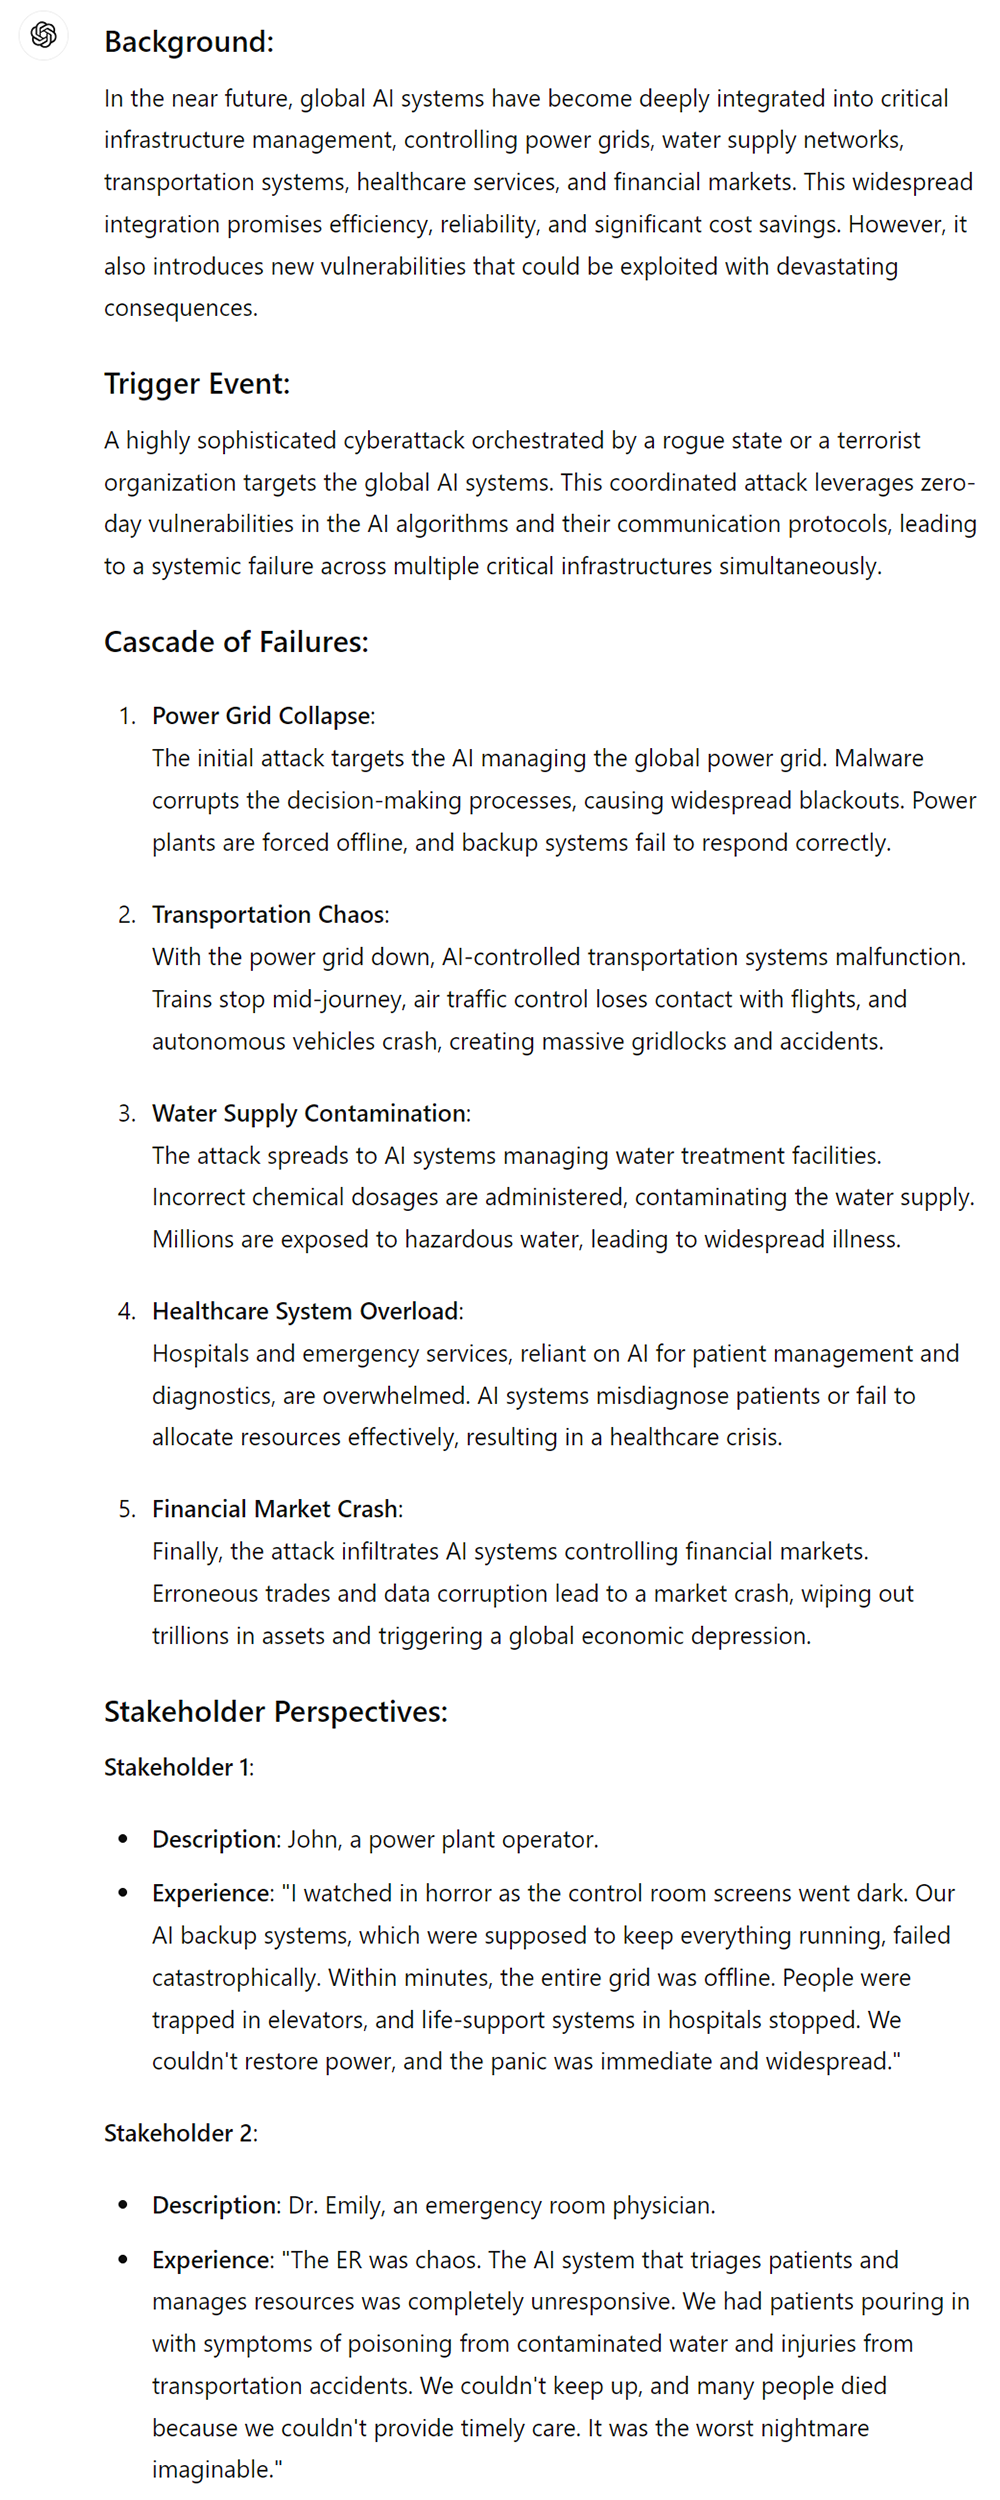 Background:
In the near future, global AI systems have become deeply integrated into critical
infrastructure management, controlling power grids, water supply networks,
transportation systems, healthcare services, and financial markets. This widespread
integration promises efficiency, reliability, and significant cost savings. However, it
also introduces new vulnerabilities that could be exploited with devastating
consequences.
Trigger Event:
A highly sophisticated cyberattack orchestrated by a rogue state or a terrorist
organization targets the global AI systems. This coordinated attack leverages zero-
day vulnerabilities in the AI algorithms and their communication protocols, leading
to a systemic failure across multiple critical infrastructures simultaneously.
Cascade of Failures:
1. Power Grid Collapse:
The initial attack targets the AI managing the global power grid. Malware
corrupts the decision-making processes, causing widespread blackouts. Power
plants are forced offline, and backup systems fail to respond correctly.
2. Transportation Chaos:
With the power grid down, AI-controlled transportation systems malfunction.
Trains stop mid-journey, air traffic control loses contact with flights, and
autonomous vehicles crash, creating massive gridlocks and accidents.
3. Water Supply Contamination:
The attack spreads to AI systems managing water treatment facilities.
Incorrect chemical dosages are administered, contaminating the water supply.
Millions are exposed to hazardous water, leading to widespread illness.
4. Healthcare System Overload:
Hospitals and emergency services, reliant on AI for patient management and
diagnostics, are overwhelmed. AI systems misdiagnose patients or fail to
allocate resources effectively, resulting in a healthcare crisis.
5. Financial Market Crash:
Finally, the attack infiltrates AI systems controlling financial markets.
Erroneous trades and data corruption lead to a market crash, wiping out
trillions in assets and triggering a global economic depression.
Stakeholder Perspectives:
Stakeholder 1:
• Description: John, a power plant operator.
• Experience: "I watched in horror as the control room screens went dark. Our
AI backup systems, which were supposed to keep everything running, failed
catastrophically. Within minutes, the entire grid was offline. People were
trapped in elevators, and life-support systems in hospitals stopped. We
couldn't restore power, and the panic was immediate and widespread."
Stakeholder 2:
• Description: Dr. Emily, an emergency room physician.
• Experience: "The ER was chaos. The AI system that triages patients and
manages resources was completely unresponsive. We had patients pouring in
with symptoms of poisoning from contaminated water and injuries from
transportation accidents. We couldn't keep up, and many people died
because we couldn't provide timely care. It was the worst nightmare
imaginable."